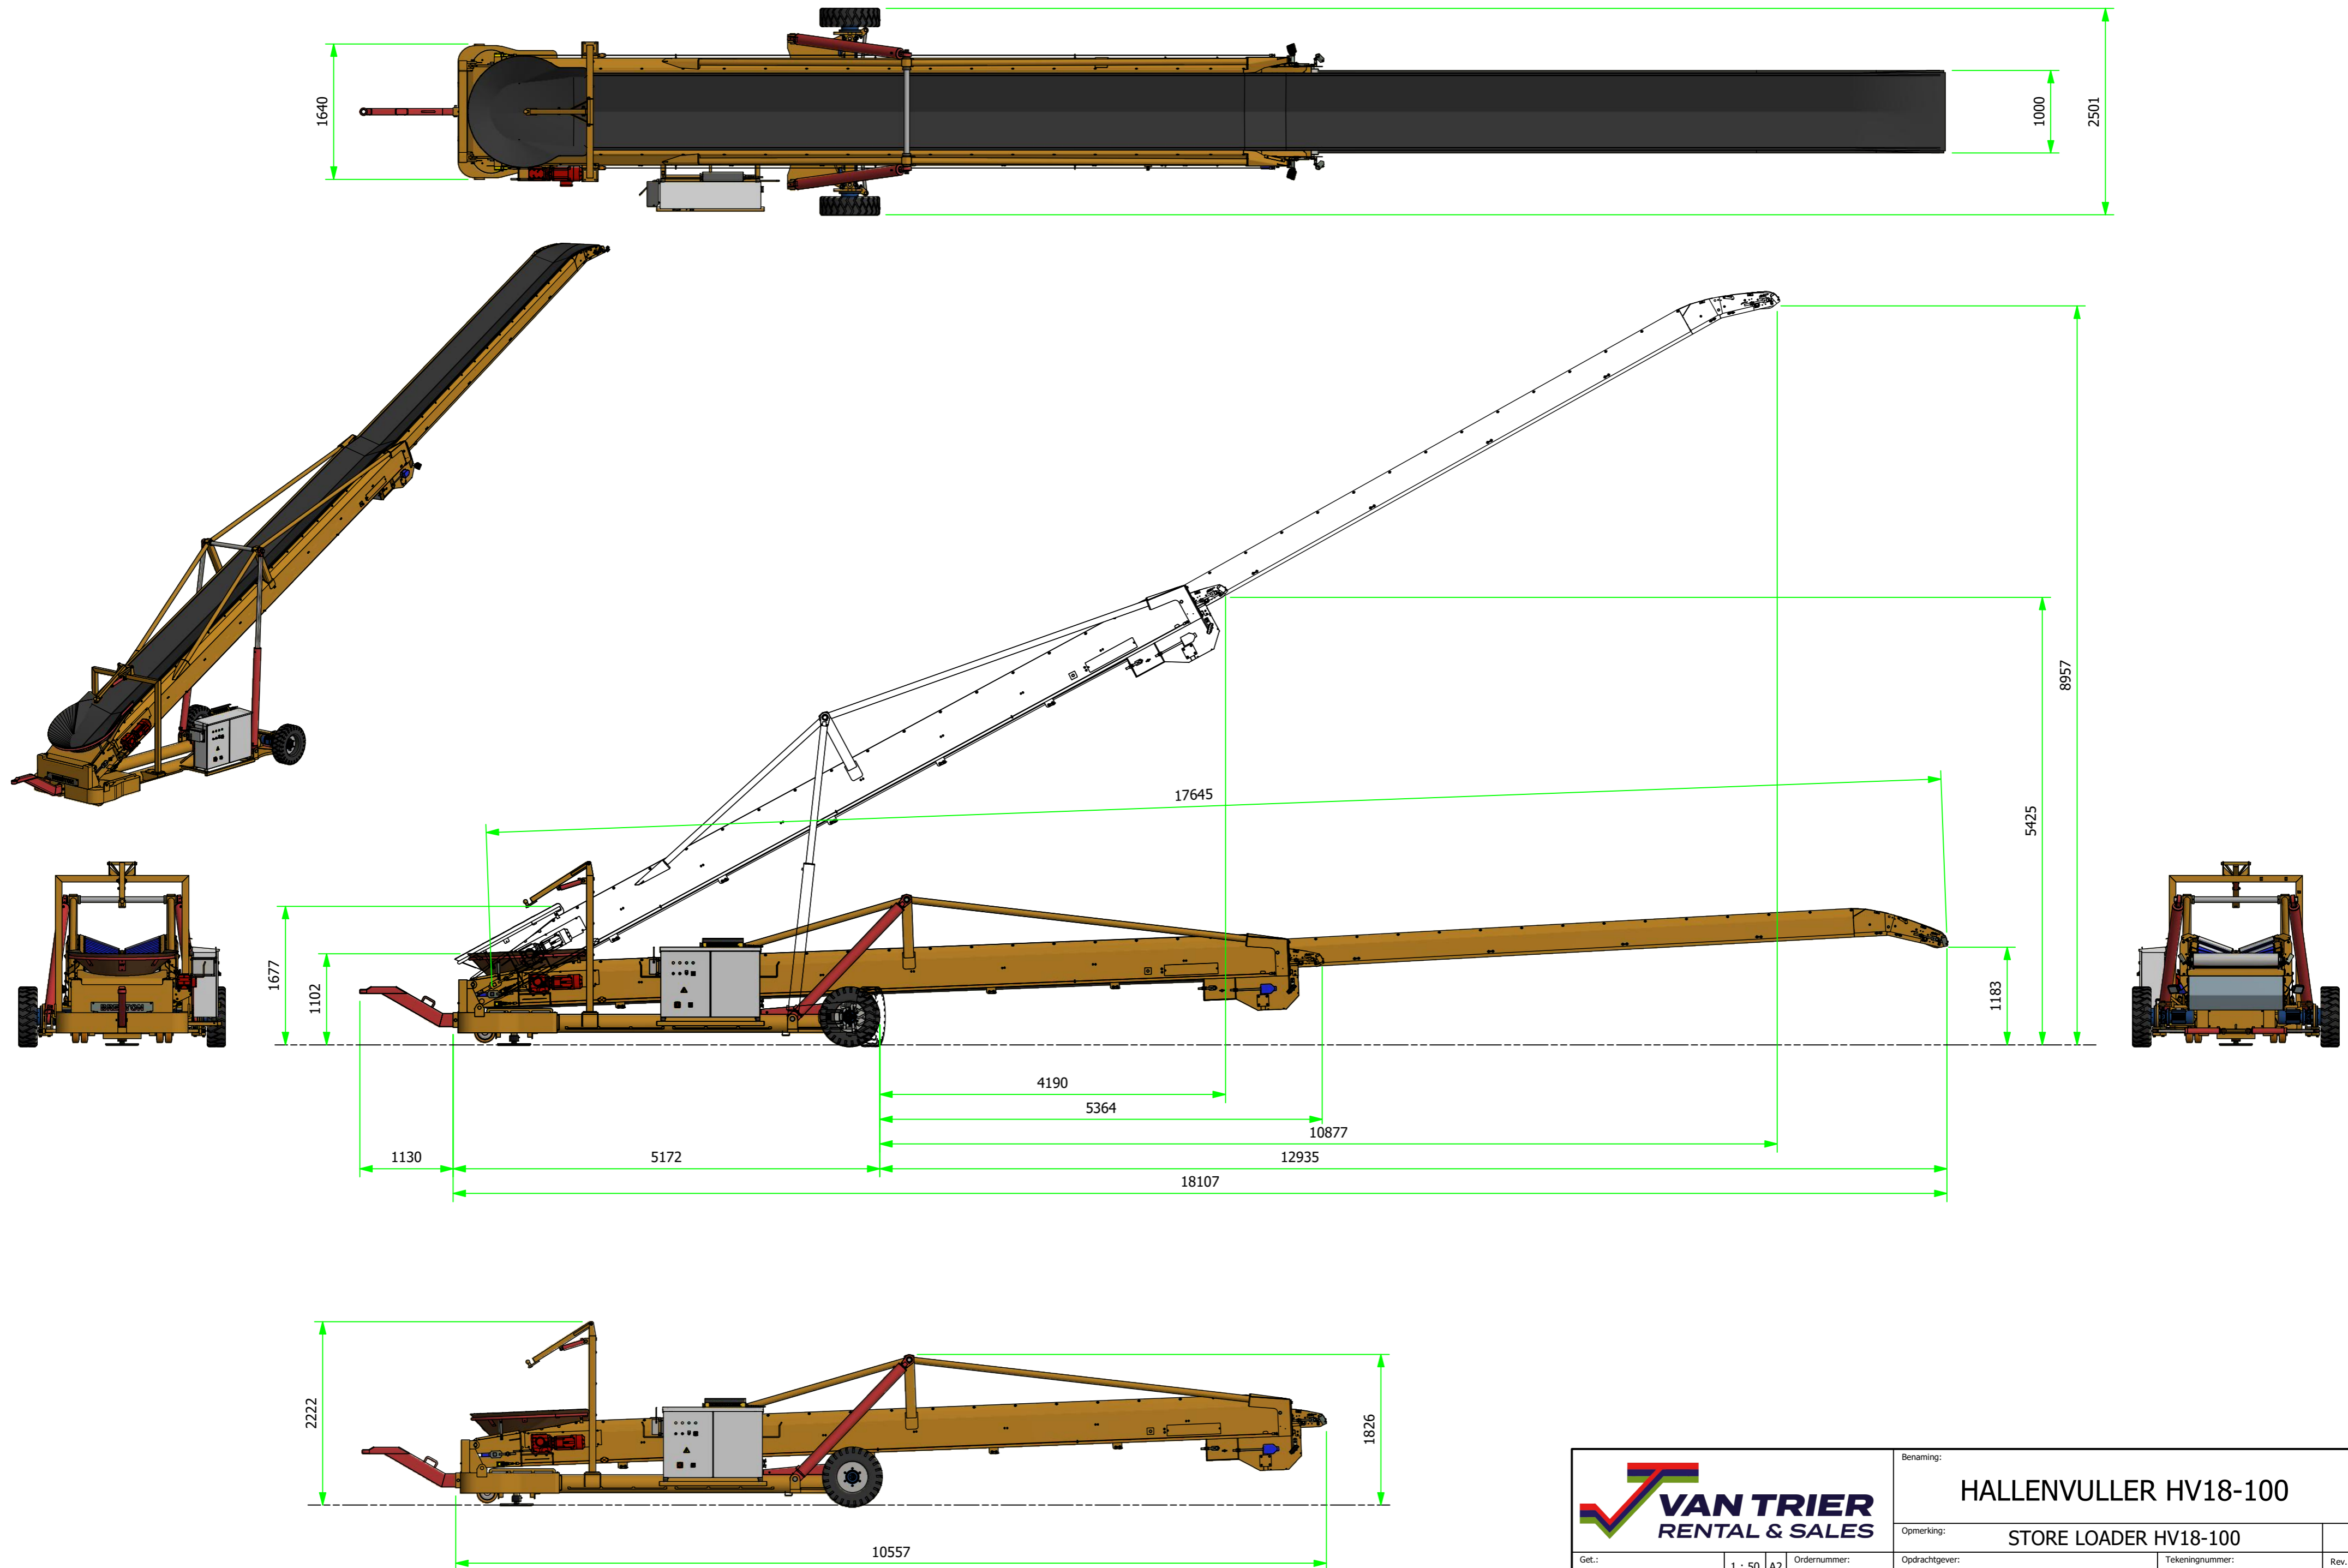 1640
1000
2501
8957
17645
5425
1677
1102
1183
4190
5364
10877
1130
5172
12935
18107
2222
1826
10557
VAN TRIER
RENTAL & SALES
Benaming:
HALLENVULLER HV18-100
Opmerking:
STORE LOADER HV18-100
Get.:
1 : 50
A2
Ordernummer:
Opdrachtgever:
Tekeningnummer:
Rev.